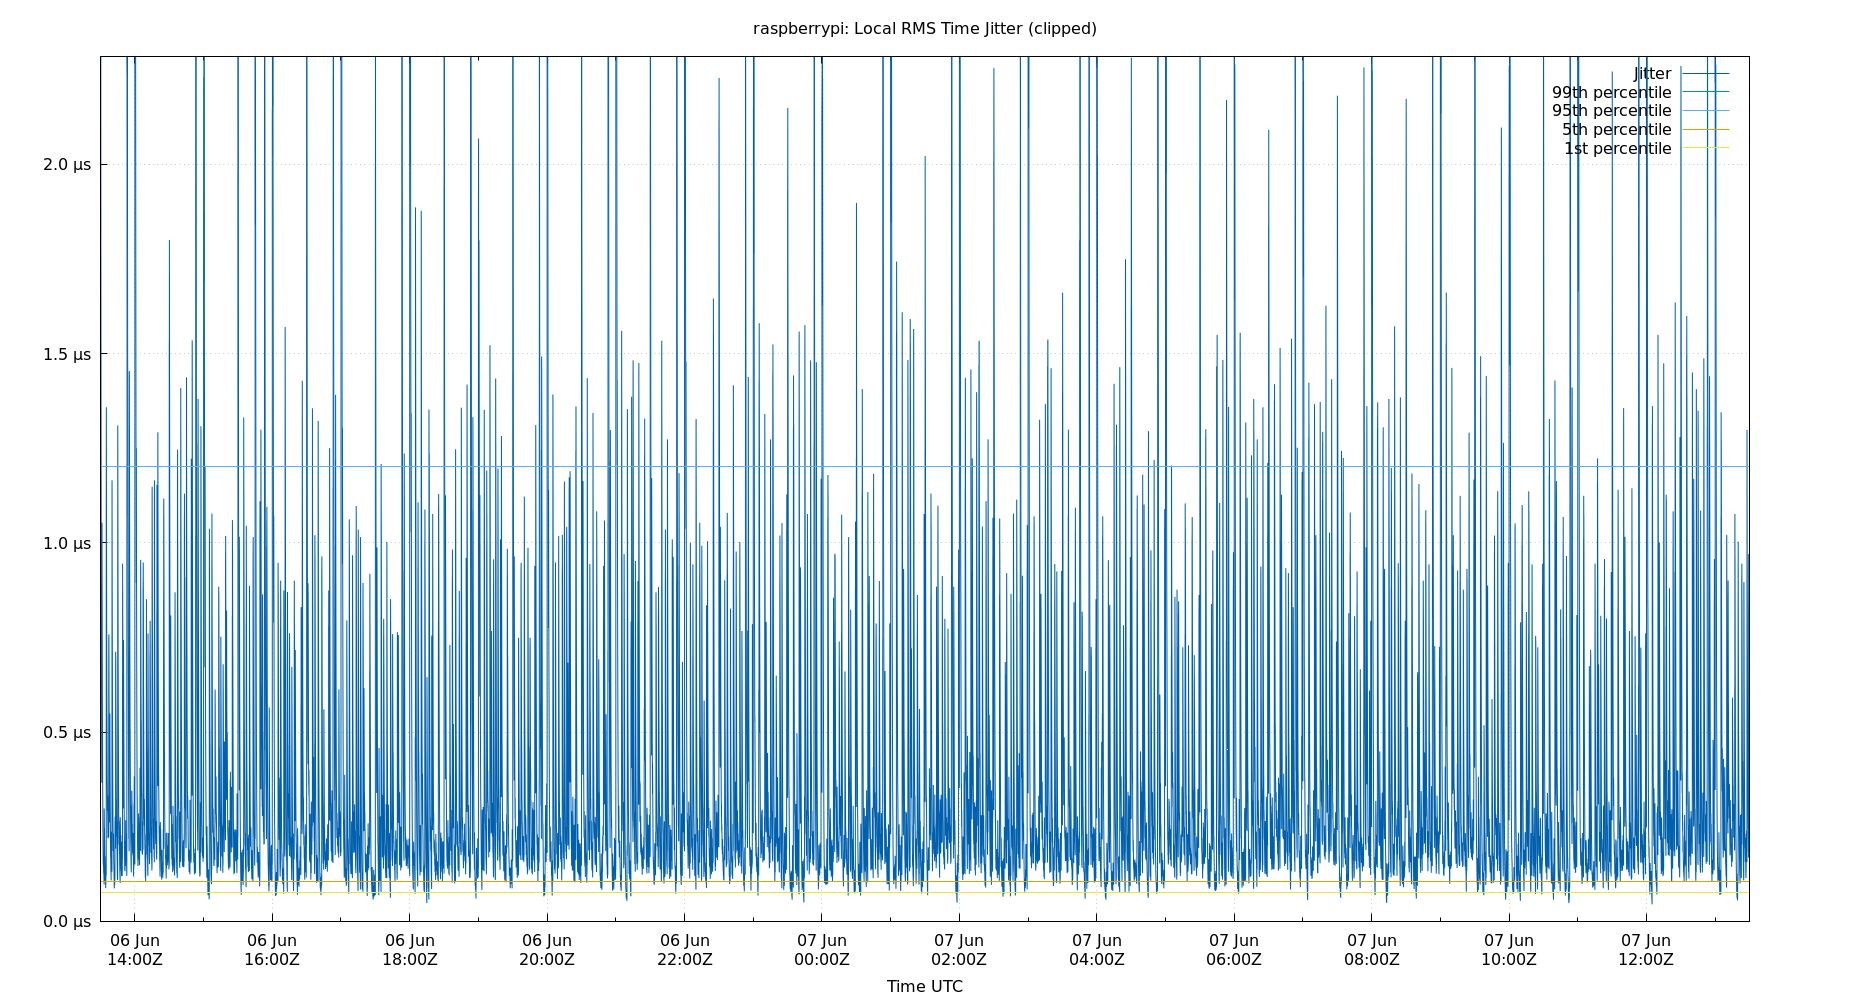 raspberrypi: Local RMS Time Jitter (clipped)
Jitter
99th percentile
95th percentile
5th percentile
1st percentile
2.0 µs
1.5 µs
1.0 µs
0.5 µs
0.0 µs
06 Jun 06 Jun 06 Jun 06 Jun 06 Jun 07 Jun 07 Jun 07 Jun 07 Jun 07 Jun 07 Jun 07 Jun
14:00Z 16:00Z 18:00Z 20:00Z 22:00Z 00:00Z 02:00Z 04:00Z 06:00Z 08:00Z 10:00Z 12:00Z
Time UTC